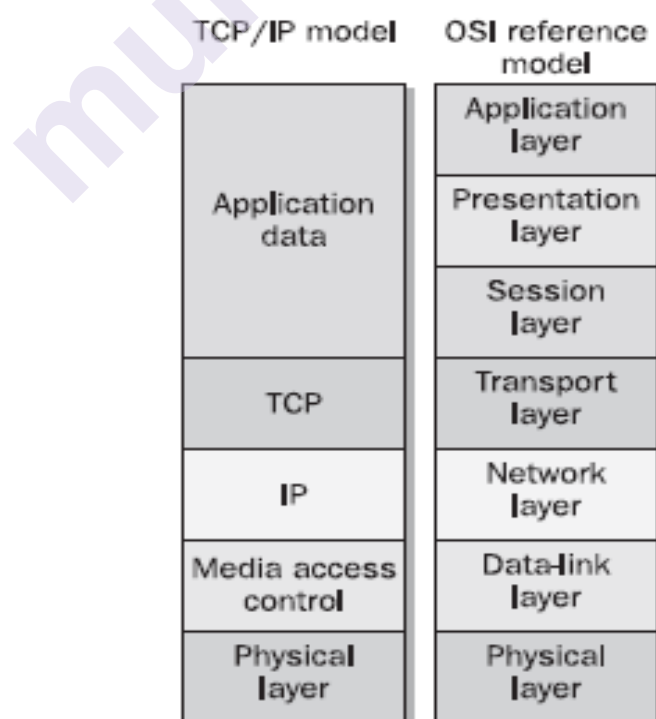 TCP/IP model
OSI reference
model
Application
data
TCP
IP
Media access
control
Physical
layer
Application
layer
Presentation
layer
Session
layer
Transport
layer
Network
layer
Data-link
layer
Physical
layer
mu